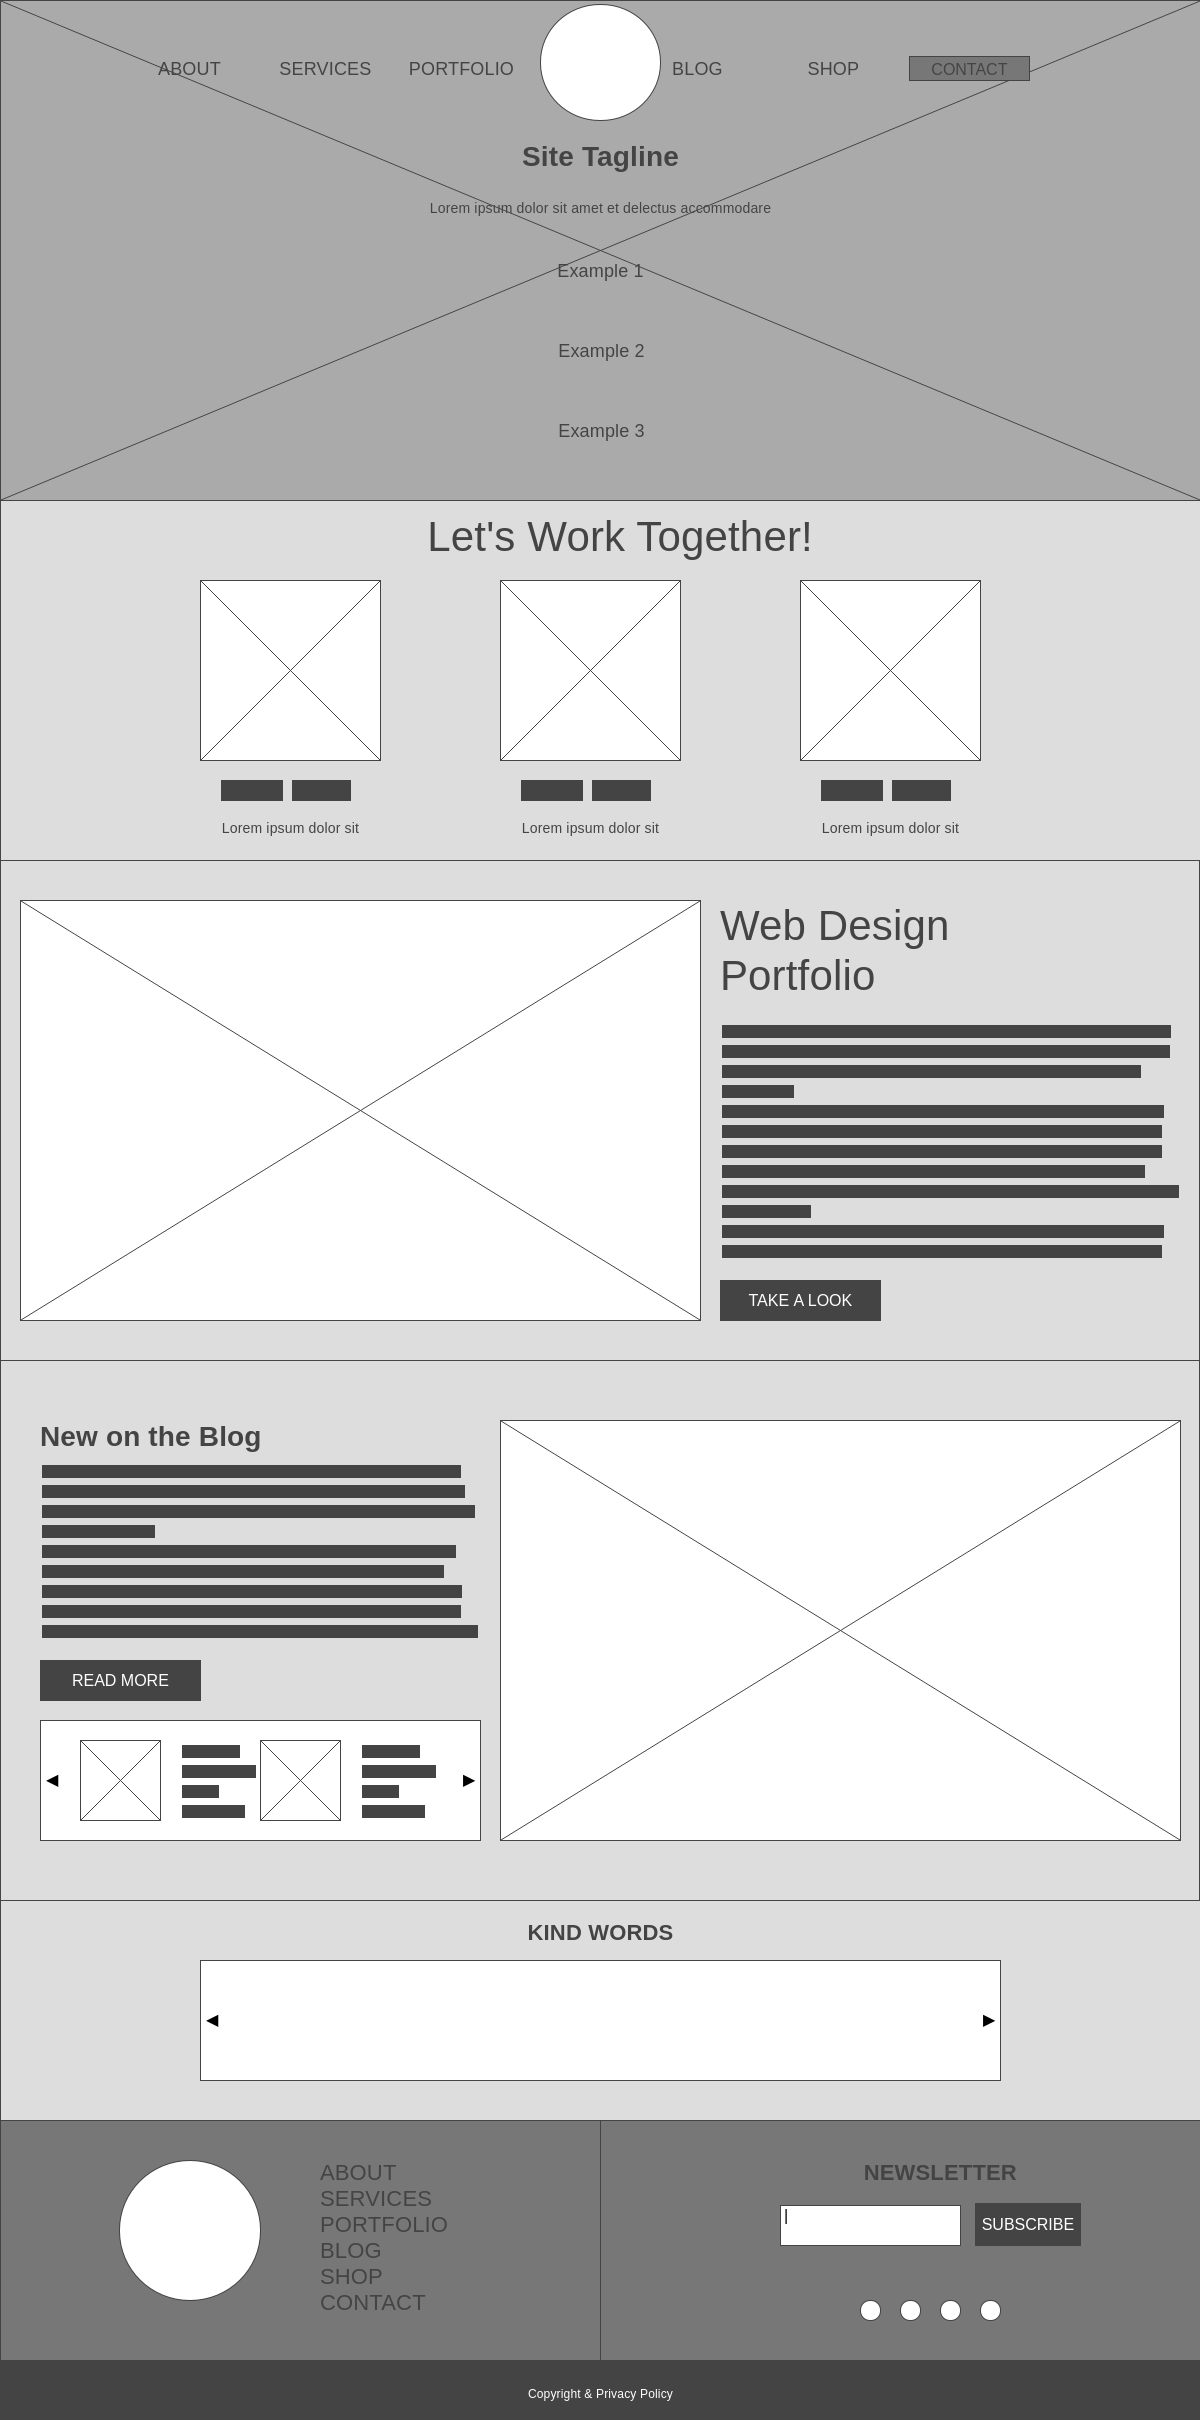 ABOUT SERVICES PORTFOLIO BLOG SHOP CONTACT
Site Tagline
Lorem ipsum dolor sit amet et delectus accommodare
Example 1
Example 2
Example 3
Let's Work Together!
Lorem ipsum dolor sit
Lorem ipsum dolor sit
Lorem ipsum dolor sit
Web Design
Portfolio
TAKE A LOOK
New on the Blog
READ MORE
KIND WORDS
ABOUT
SERVICES
PORTFOLIO
BLOG
SHOP
CONTACT
NEWSLETTER
SUBSCRIBE
Copyright & Privacy Policy